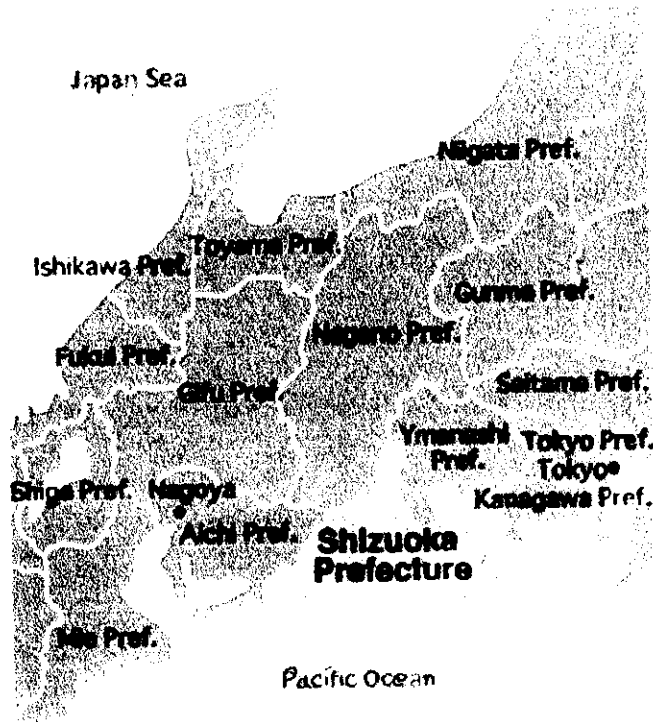 Japan Sea
Niigata Pref.
Toyama Pref.
Ishikawa Pref.
Gunma Pref.
Nagano Pref.
Fukui Pref.
Gifu Pref.
Saitama Pref.
Ymanashi
Pref.
Tokyo Pref.
Tokyo
Kanagawa Pref.
Shiga Pref.
Nagoya
Aichi Pref.
Shizuoka
Prefecture
Mie Pref.
Pacific Ocean